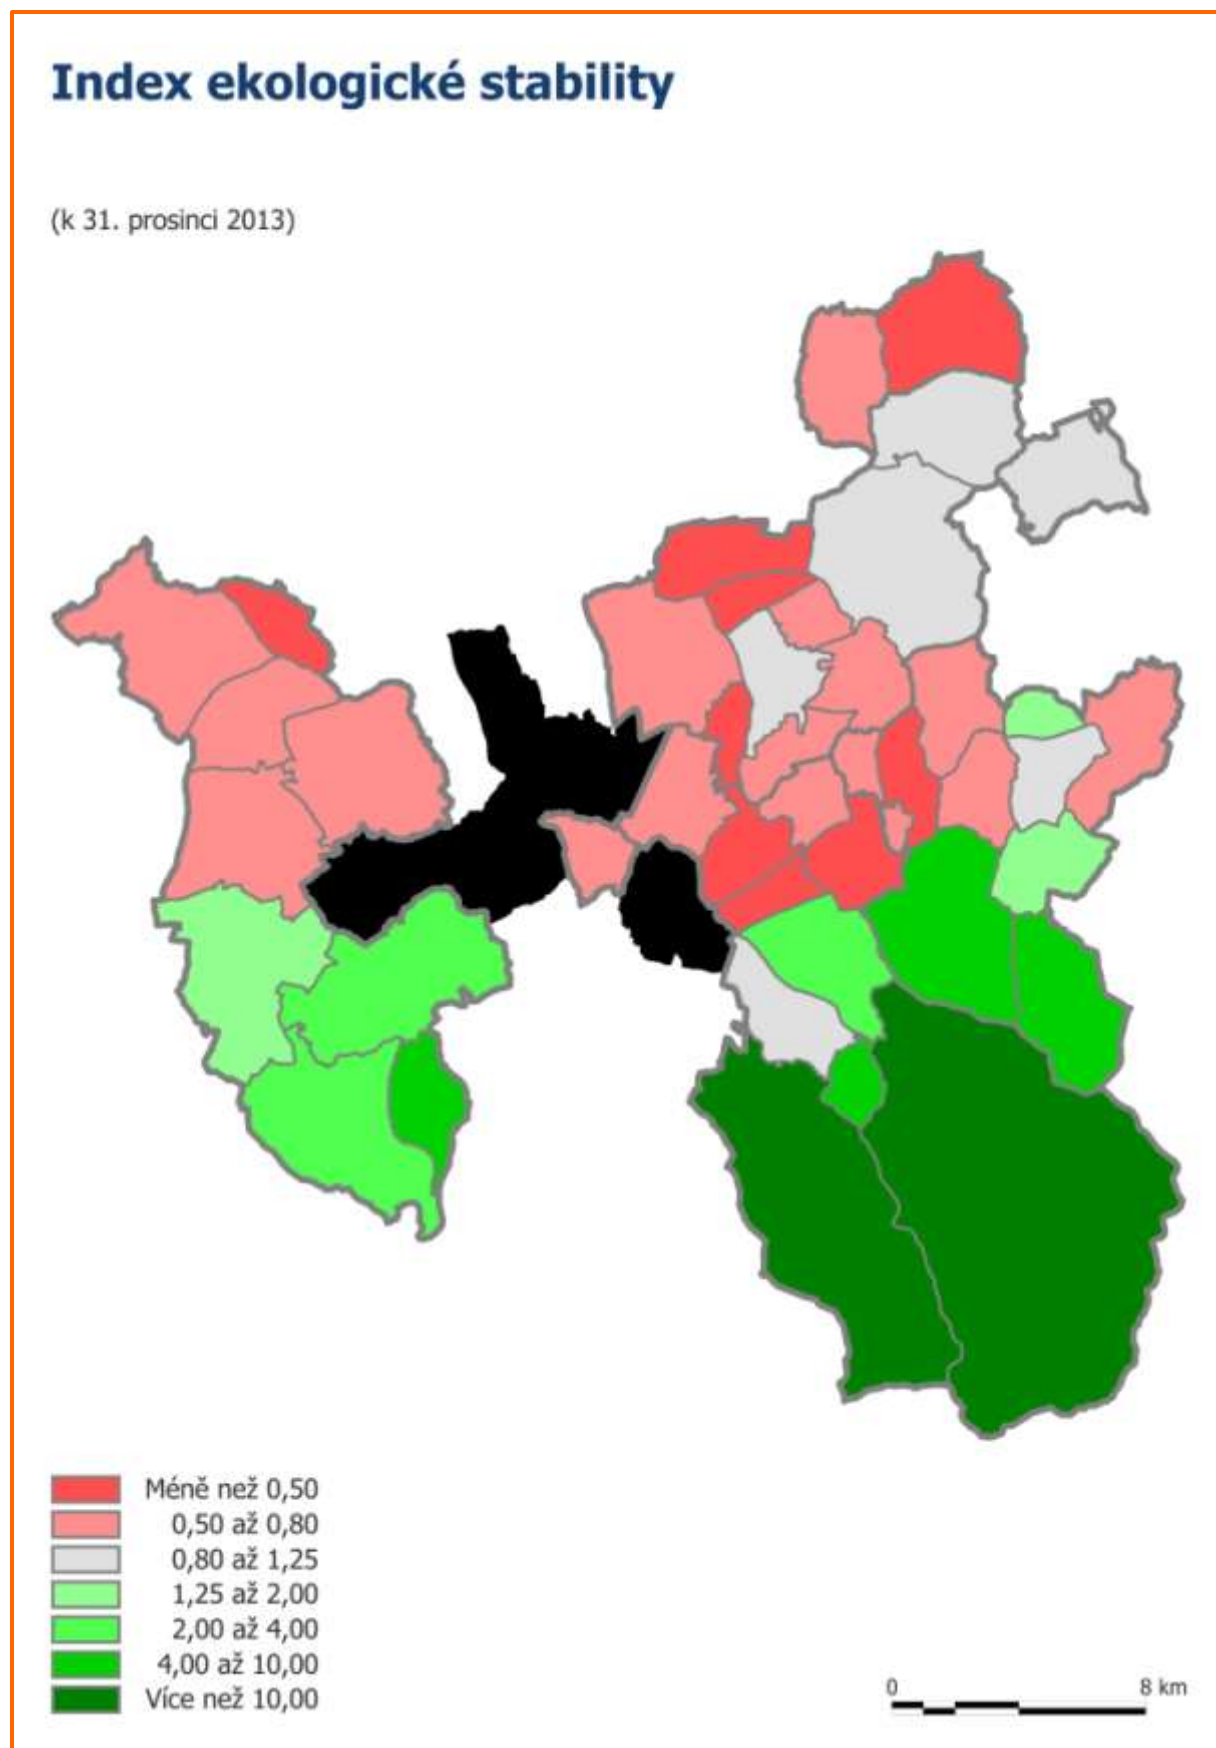 Index ekologické stability
(k 31. prosinci 2013)
Méně než 0,50
0,50 až 0,80
0,80 až 1,25
1,25 až 2,00
2,00 až 4,00
4,00 až 10,00
Více než 10,00
0 8 km